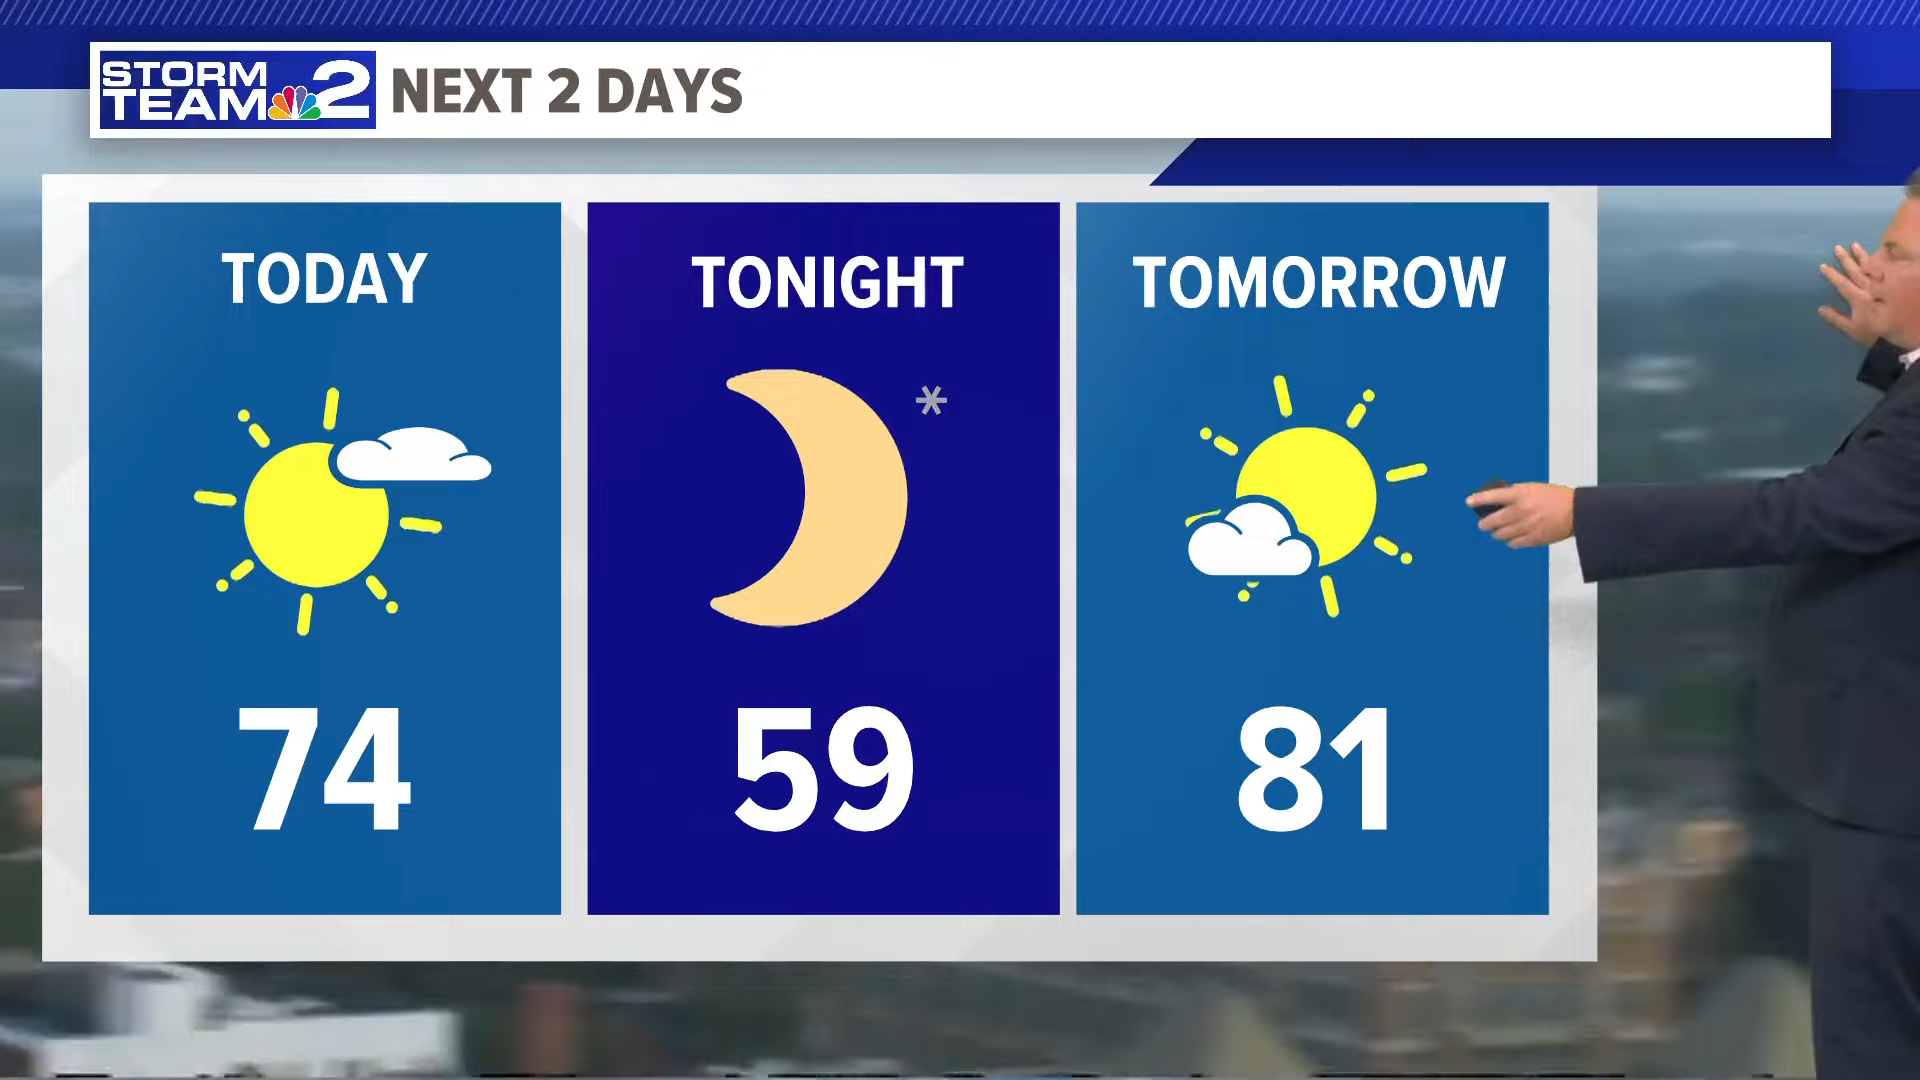 STORM
TEAM 2
NEXT 2 DAYS
TODAY
74
TONIGHT
59
TOMORROW
81